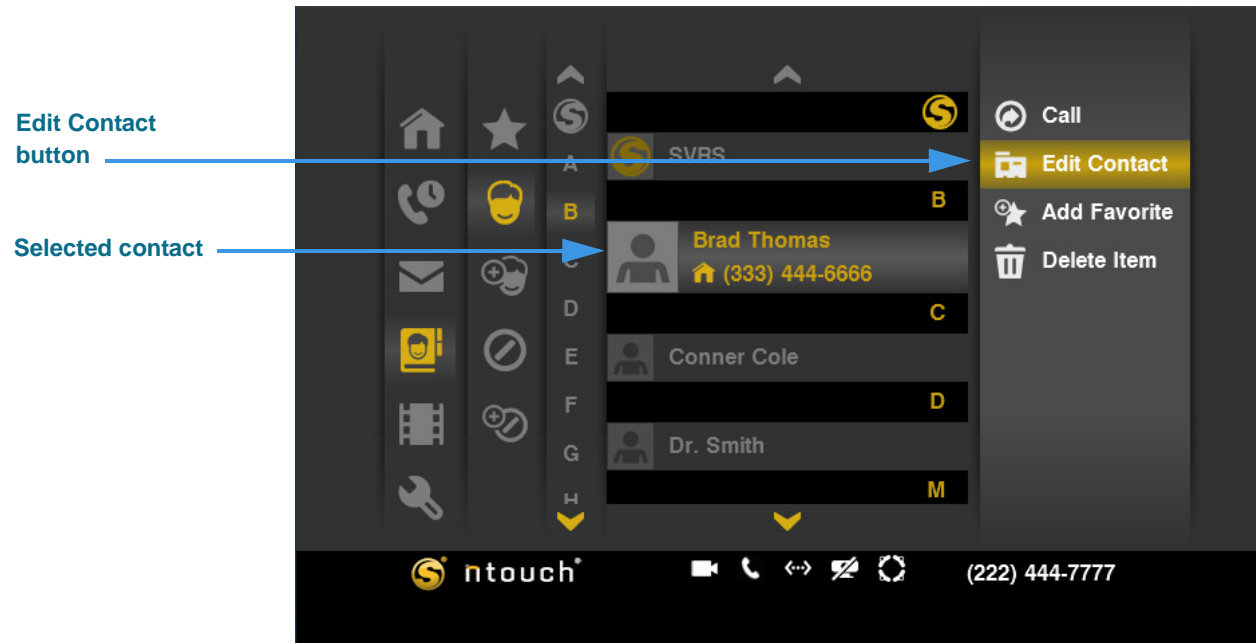 Edit Contact
button
Selected contact
A
B
C
D
E
F
G
H
SVRS
B
Brad Thomas
(333) 444-6666
C
Conner Cole
D
Dr. Smith
M
Call
Edit Contact
Add Favorite
Delete Item
ntouch®
(222) 444-7777